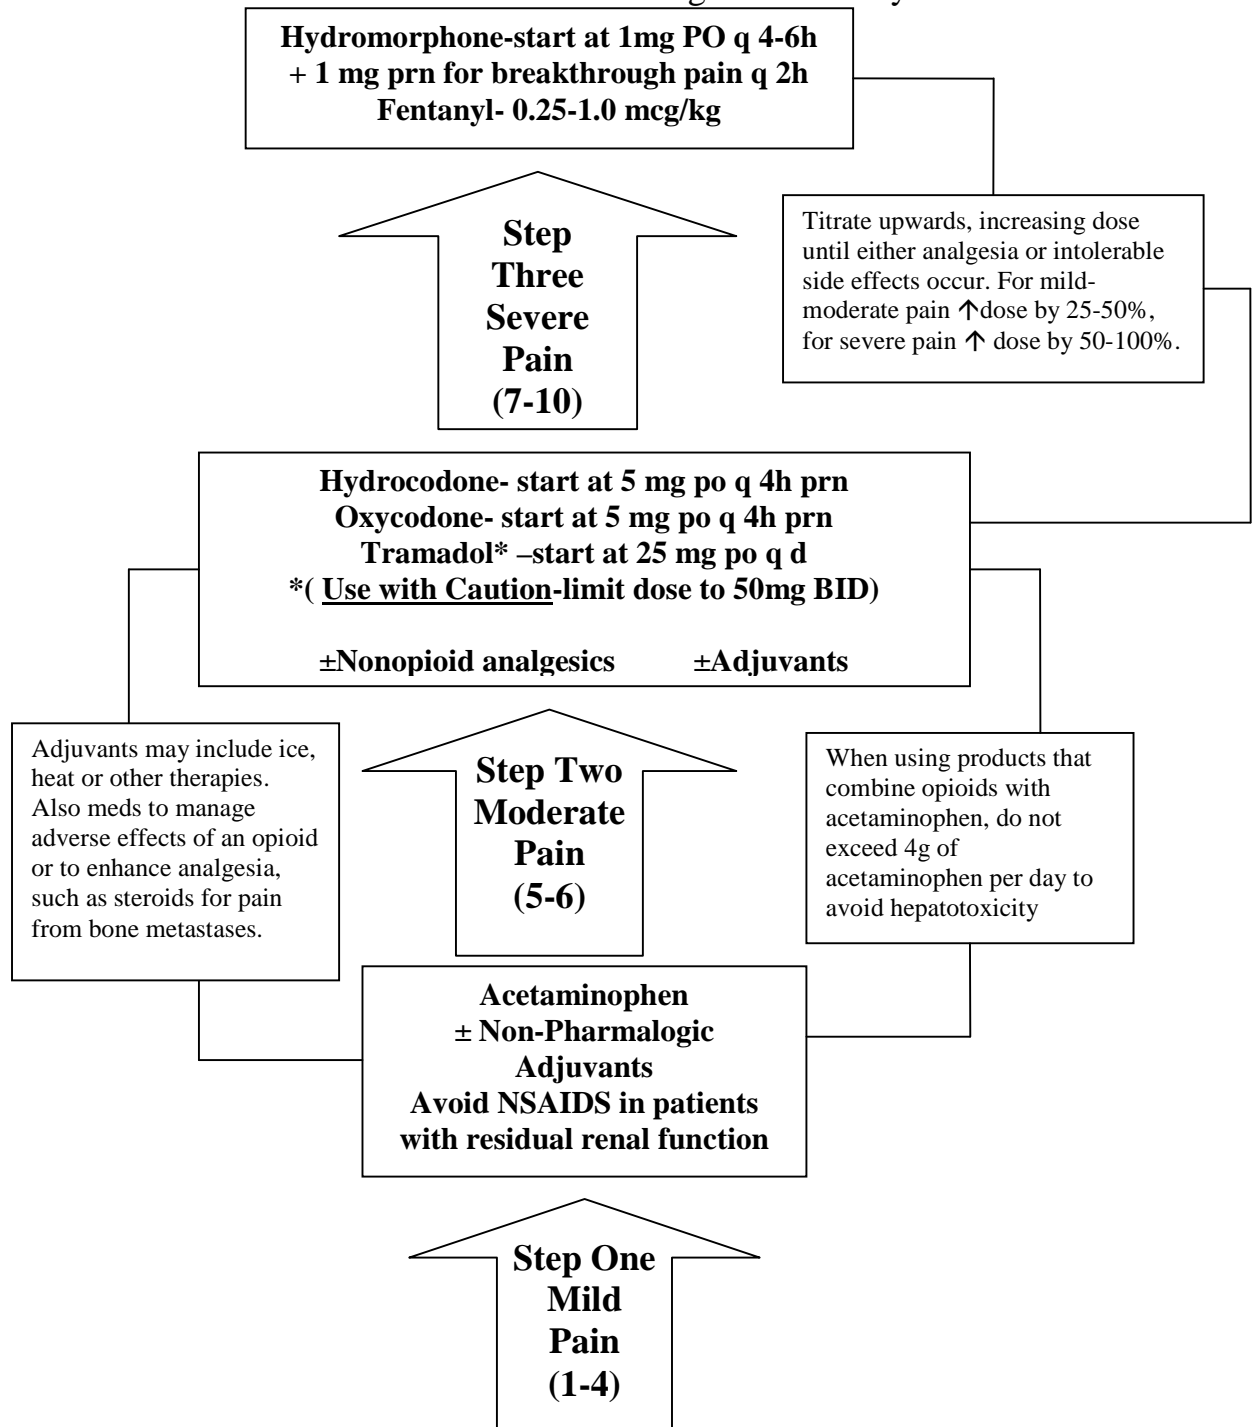 Hydromorphone-start at 1mg PO q 4-6h
+ 1 mg prn for breakthrough pain q 2h
Fentanyl- 0.25-1.0 mcg/kg
Step
Three
Severe
Pain
(7-10)
Titrate upwards, increasing dose
until either analgesia or intolerable
side effects occur. For mild-
moderate pain ↑dose by 25-50%,
for severe pain ↑ dose by 50-100%.
Hydrocodone- start at 5 mg po q 4h prn
Oxycodone- start at 5 mg po q 4h prn
Tramadol* –start at 25 mg po q d
*( Use with Caution-limit dose to 50mg BID)
±Nonopioid analgesics ±Adjuvants
Adjuvants may include ice,
heat or other therapies.
Also meds to manage
adverse effects of an opioid
or to enhance analgesia,
such as steroids for pain
from bone metastases.
Step Two
Moderate
Pain
(5-6)
When using products that
combine opioids with
acetaminophen, do not
exceed 4g of
acetaminophen per day to
avoid hepatotoxicity
Acetaminophen
± Non-Pharmalogic
Adjuvants
Avoid NSAIDS in patients
with residual renal function
Step One
Mild
Pain
(1-4)